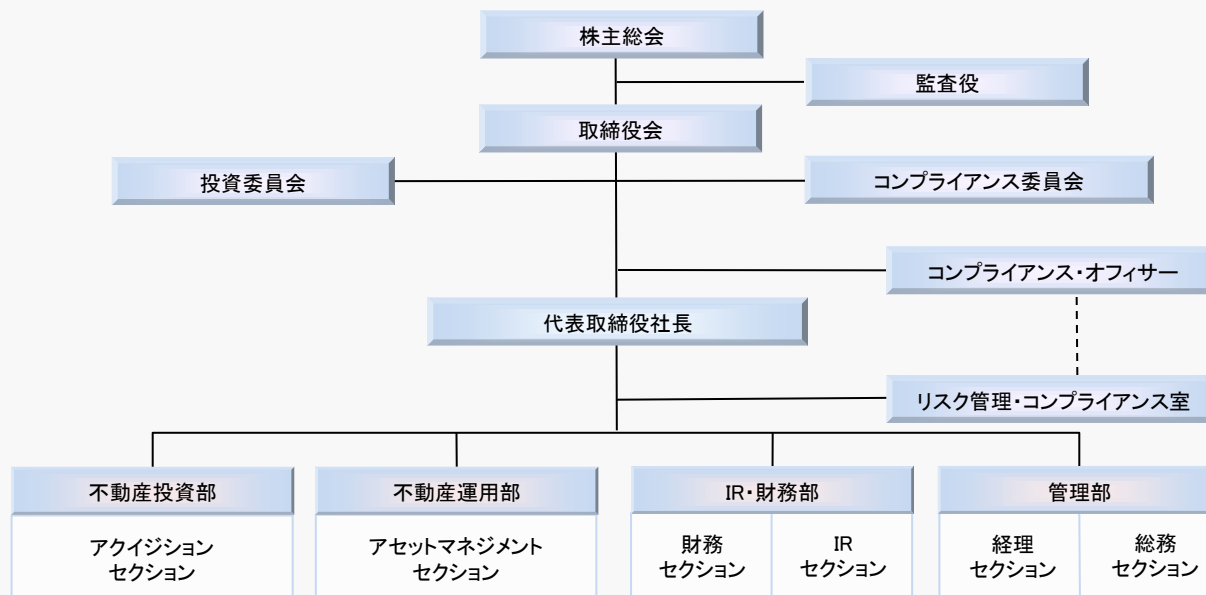 株主総会
監査役
取締役会
投資委員会
コンプライアンス委員会
コンプライアンス・オフィサー
代表取締役社長
リスク管理・コンプライアンス室
不動産投資部
不動産運用部
IR・財務部
管理部
アクイジション
セクション
アセットマネジメント
セクション
財務
セクション
IR
セクション
経理
セクション
総務
セクション